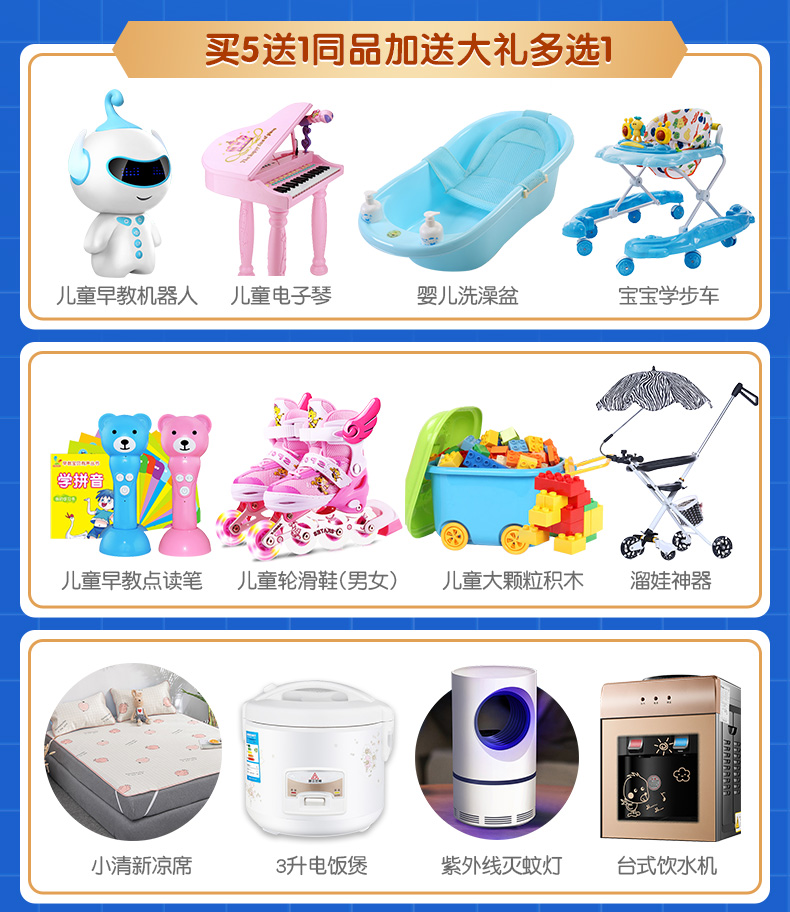 买5送1同品加送大礼多选1
儿童早教机器人
儿童电子琴
婴儿洗澡盆
宝宝学步车
学拼音
儿童早教点读笔
儿童轮滑鞋(男女)
儿童大颗粒积木
溜娃神器
小清新凉席
3升电饭煲
紫外线灭蚊灯
台式饮水机